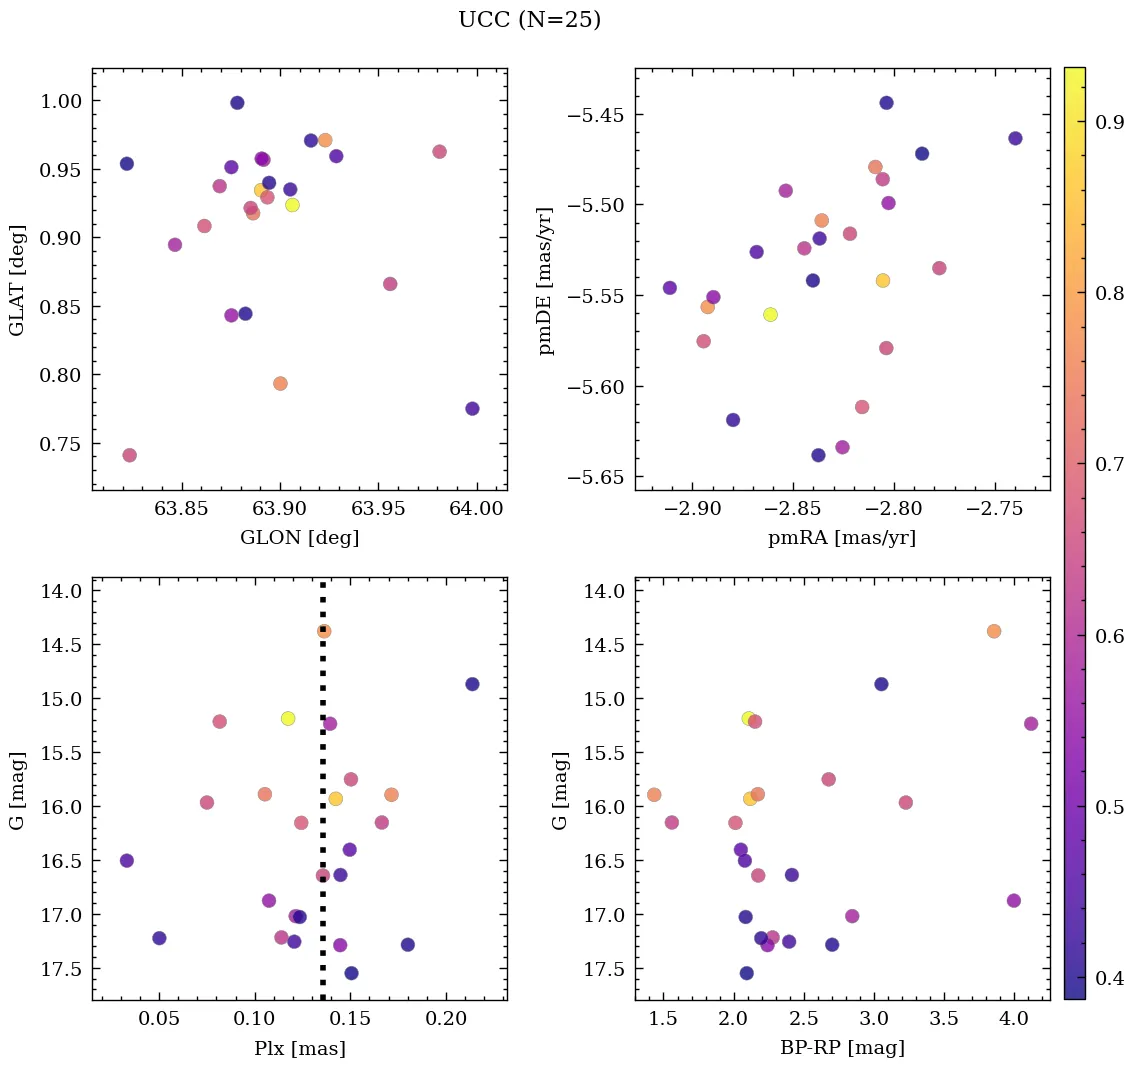 UCC (N=25)
1.00
0.95
0.90
0.85
0.80
0.75
GLAT [deg]
63.85 63.90 63.95 64.00
GLON [deg]
−5.45
−5.50
−5.55
−5.60
−5.65
pmDE [mas/yr]
−2.90 −2.85 −2.80 −2.75
pmRA [mas/yr]
14.0
14.5
15.0
15.5
16.0
16.5
17.0
17.5
G [mag]
0.05 0.10 0.15 0.20
Plx [mas]
14.0
14.5
15.0
15.5
16.0
16.5
17.0
17.5
G [mag]
1.5 2.0 2.5 3.0 3.5 4.0
BP-RP [mag]
0.9
0.8
0.7
0.6
0.5
0.4